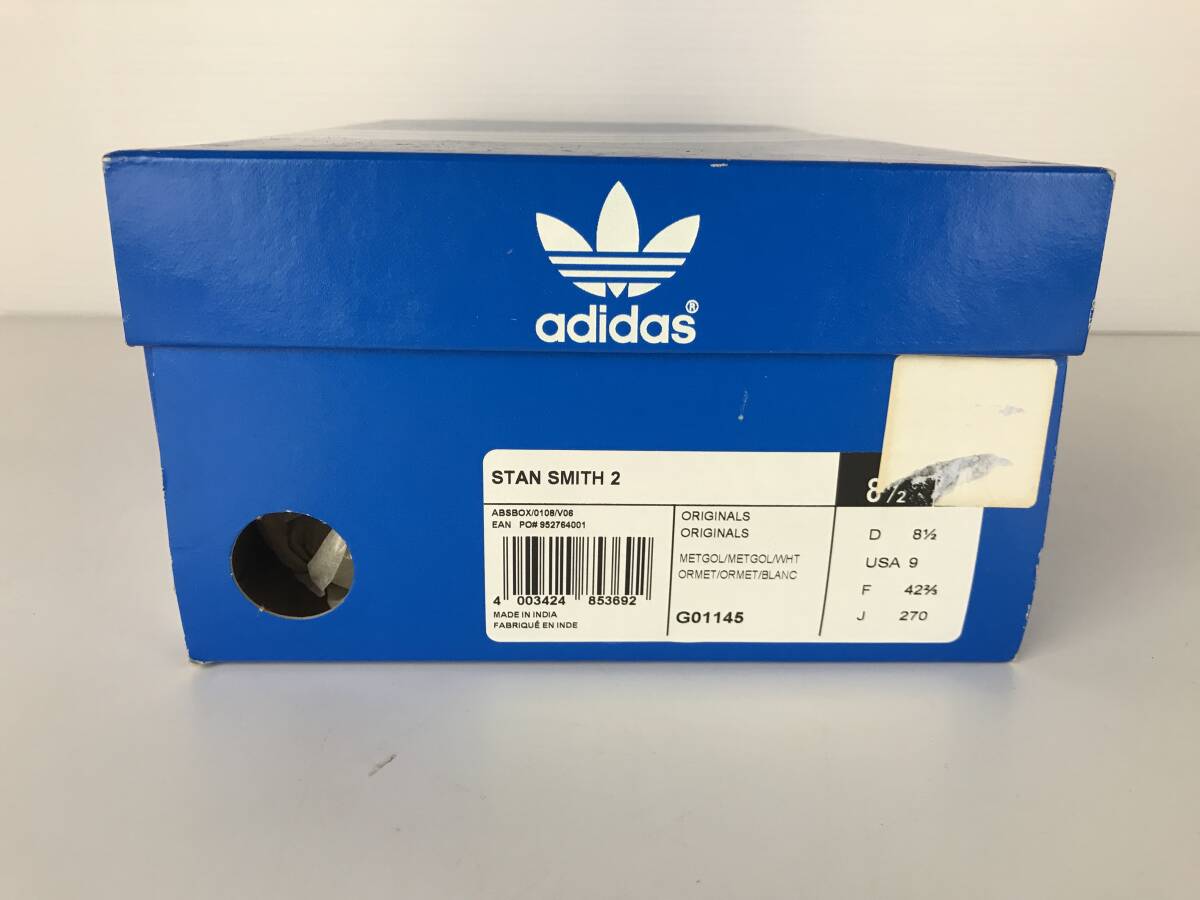 adidas®
STAN SMITH 2
8½
ABSBOX/0108/V06
EAN PO# 952764001
4 003424 853692
MADE IN INDIA
FABRIQUÉ EN INDE
ORIGINALS
ORIGINALS
METGOL/METGOL/WHT
ORMET/ORMET/BLANC
G01145
D 8½
USA 9
F 42⅔
J 270